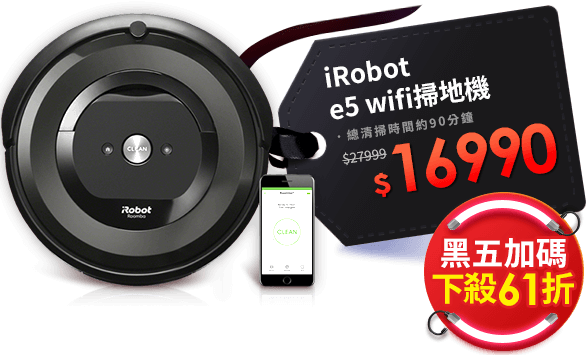 iRobot
e5 wifi掃地機
・總清掃時間約90分鐘
$27999
$16990
CLEAN
iRobot
Roomba
CLEAN
黑五加碼
下殺61折